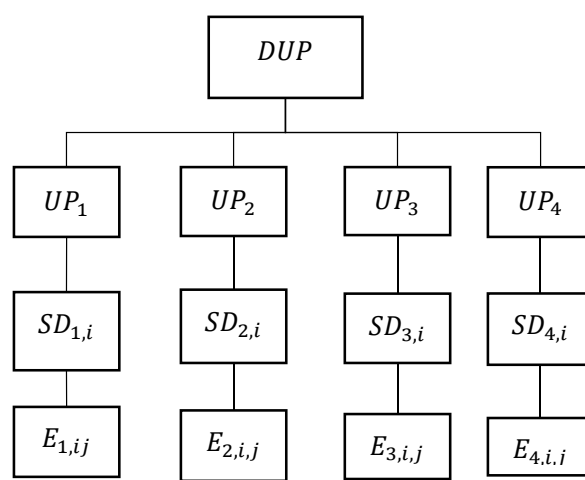 DUP
UP₁ UP₂ UP₃ UP₄
SD₁,ᵢ SD₂,ᵢ SD₃,ᵢ SD₄,ᵢ
E₁,ᵢⱼ E₂,ᵢ,ⱼ E₃,ᵢ,ⱼ E₄,ᵢ,ⱼ